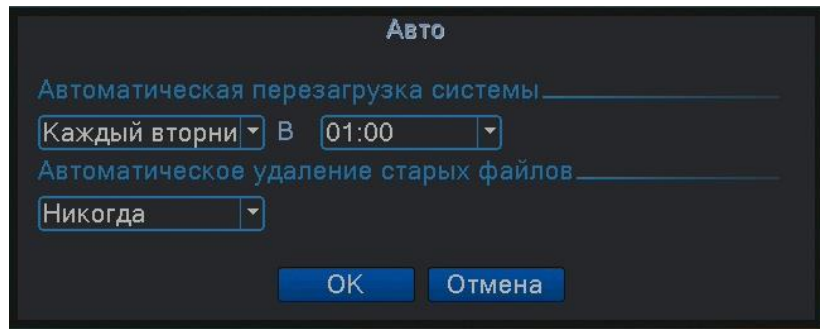 Авто
Автоматическая перезагрузка системы
Каждый вторни В 01:00
Автоматическое удаление старых файлов
Никогда
OK Отмена